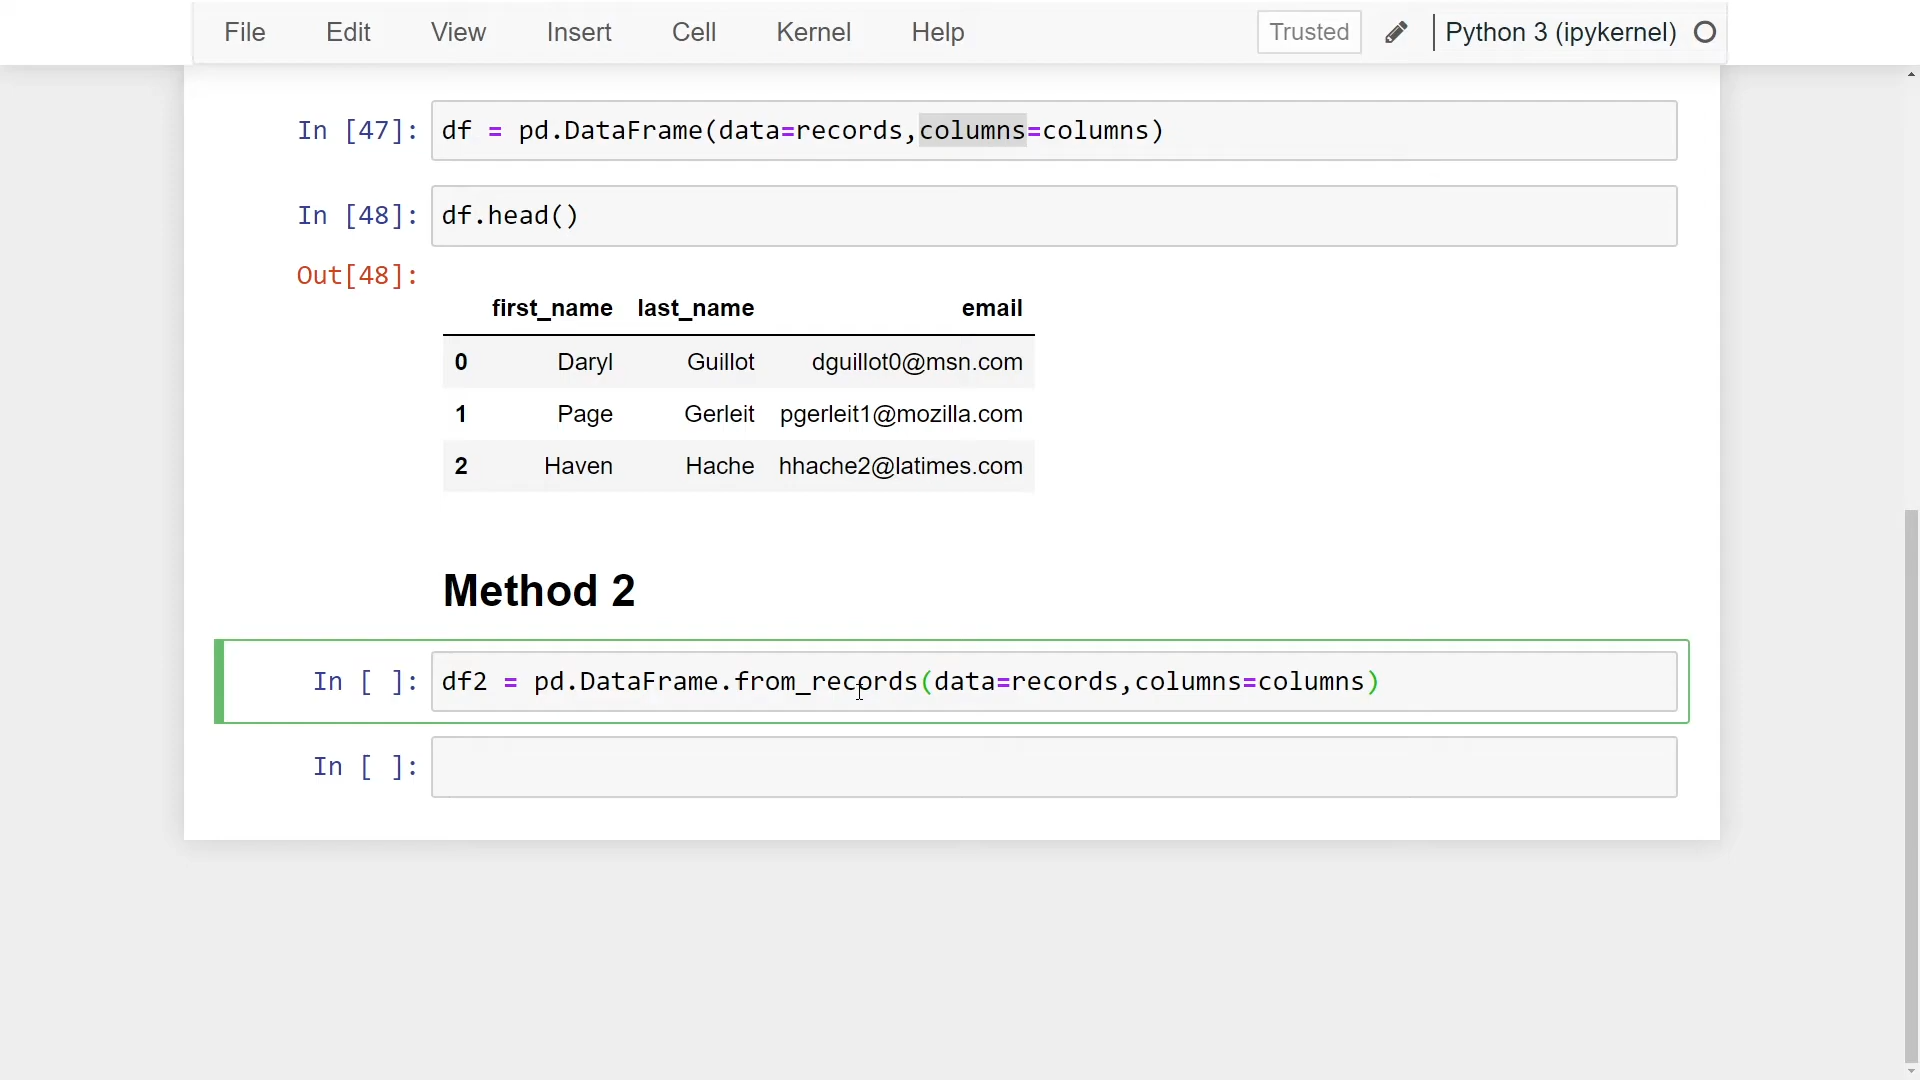 File Edit View Insert Cell Kernel Help Trusted Python 3 (ipykernel)
In [47]: df = pd.DataFrame(data=records,columns=columns)
In [48]: df.head()
Out[48]:
first_name last_name email
0 Daryl Guillot dguillot0@msn.com
1 Page Gerleit pgerleit1@mozilla.com
2 Haven Hache hhache2@latimes.com
Method 2
In [ ]: df2 = pd.DataFrame.from_records(data=records,columns=columns)
In [ ]: